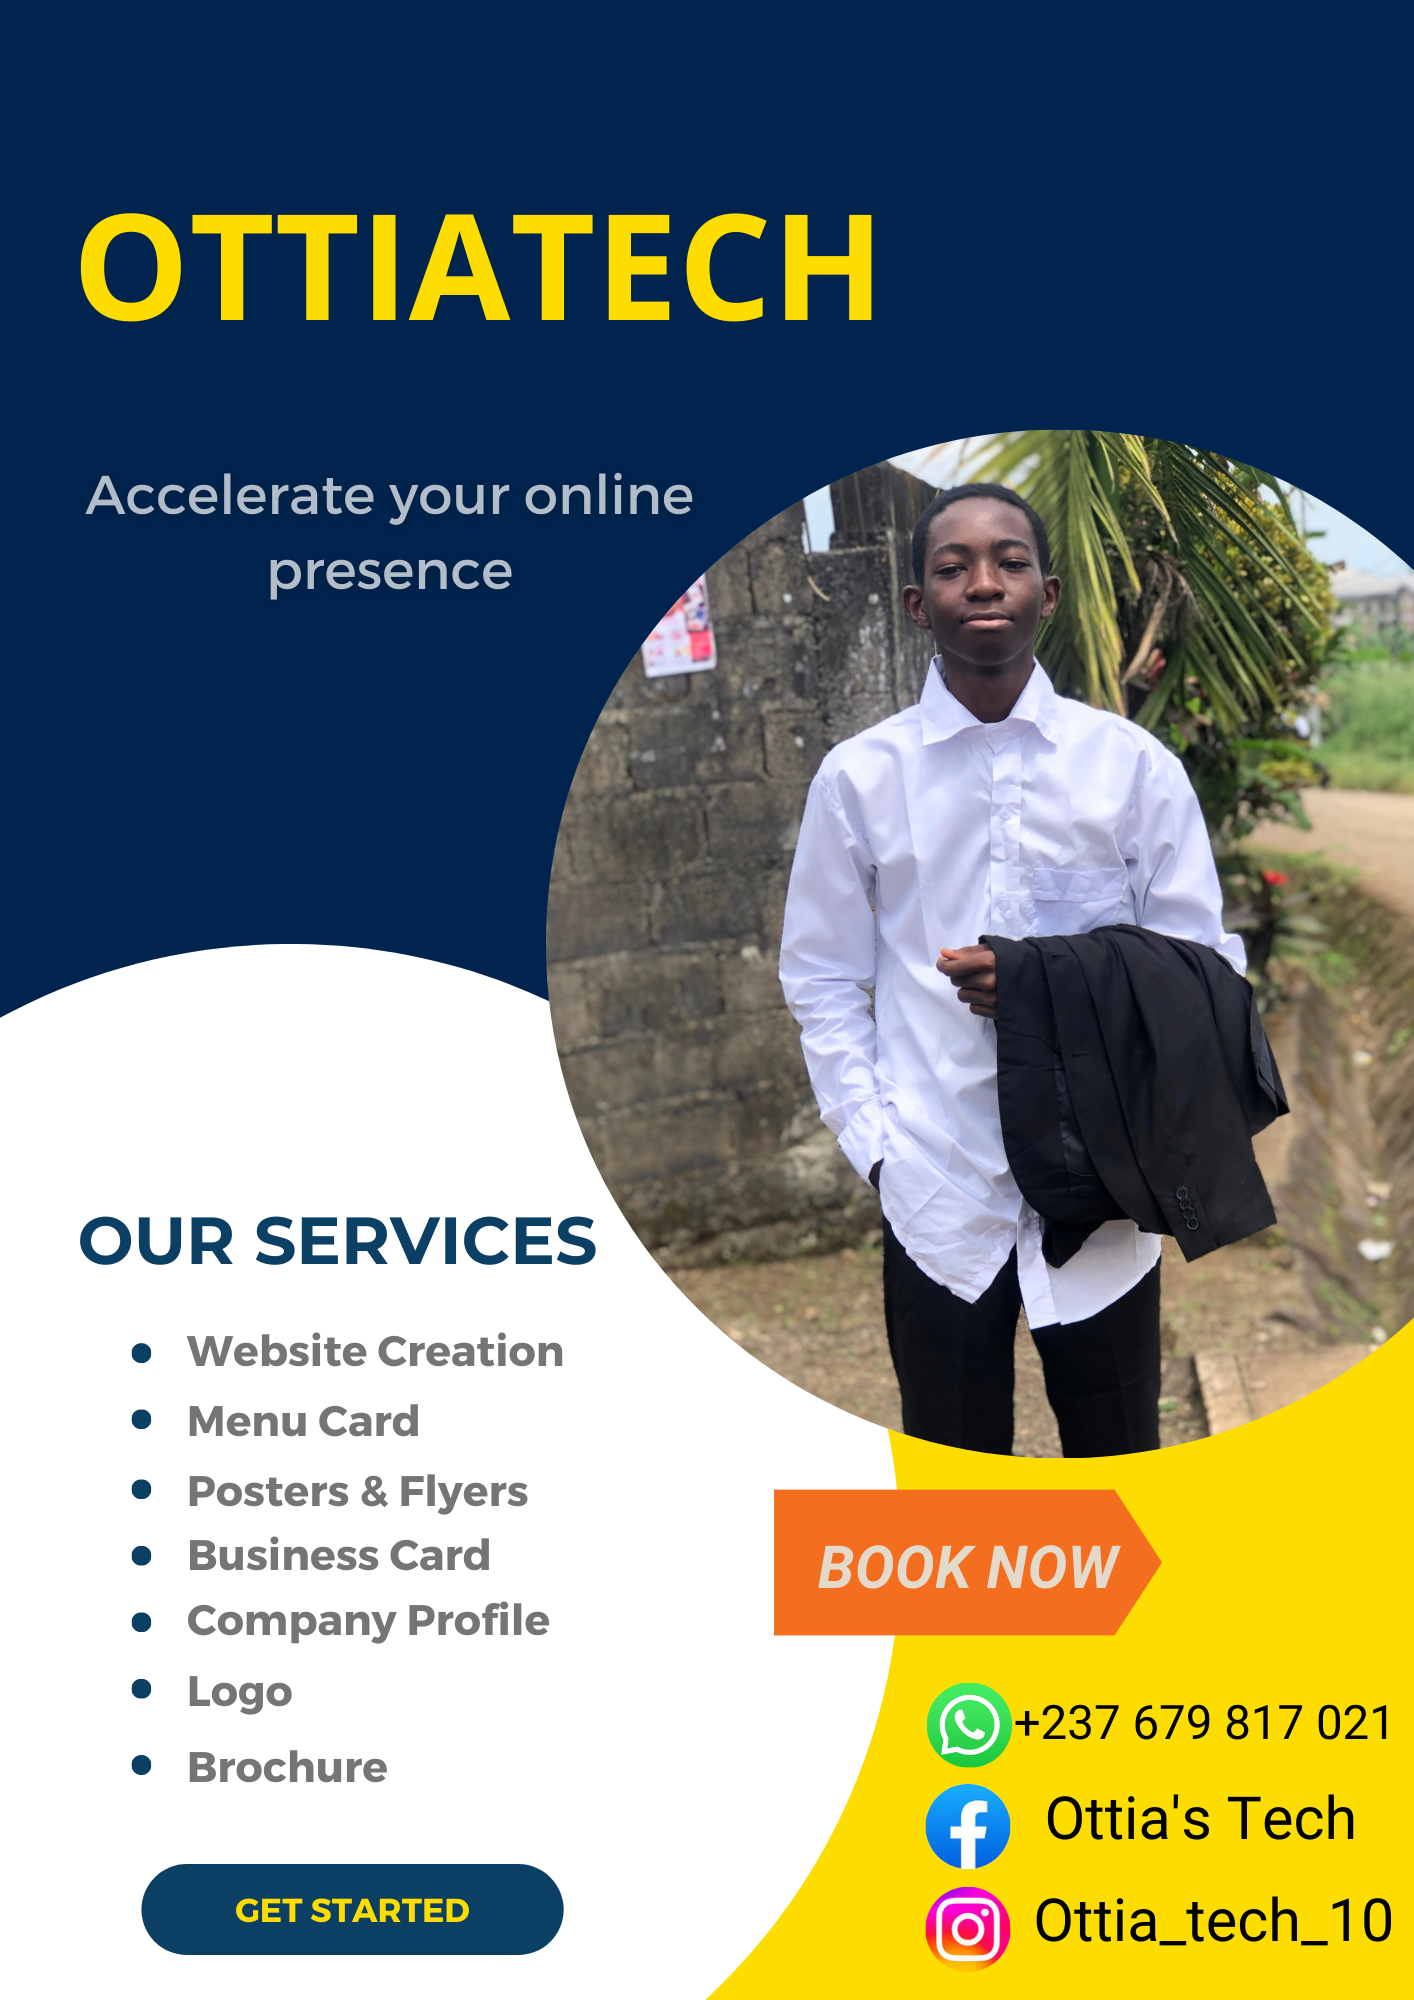 OTTIATECH
Accelerate your online
presence
OUR SERVICES
Website Creation
Menu Card
Posters & Flyers
Business Card
Company Profile
Logo
Brochure
GET STARTED
BOOK NOW
+237 679 817 021
Ottia's Tech
Ottia_tech_10